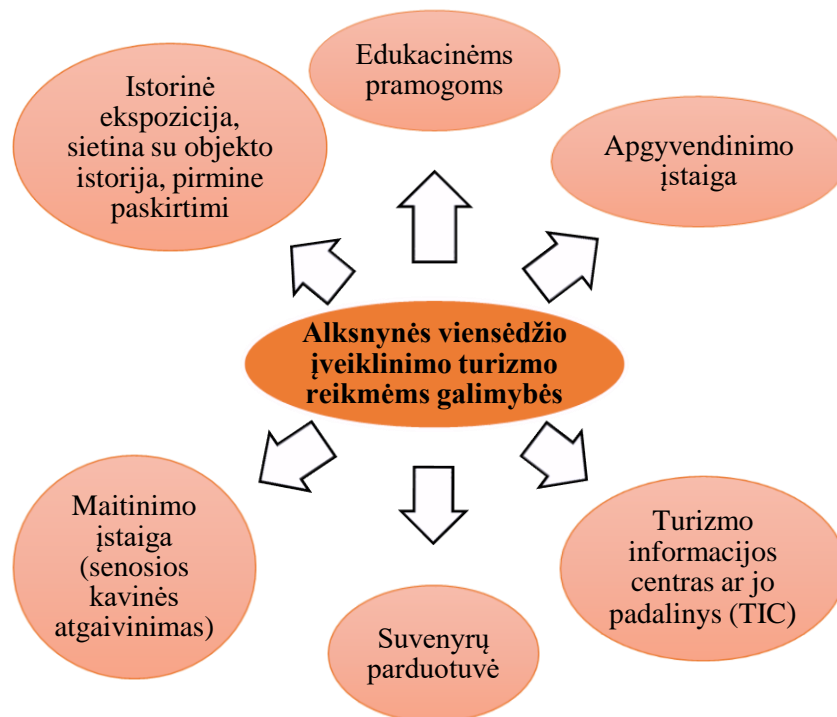 Edukacinėms
pramogoms
Istorinė
ekspozicija,
sietina su objekto
istorija, pirmine
paskirtimi
Apgyvendinimo
įstaiga
Alksnynės viensėdžio
įveiklinimo turizmo
reikmėms galimybės
Maitinimo
įstaiga
(senosios
kavinės
atgaivinimas)
Turizmo
informacijos
centras ar jo
padalinys (TIC)
Suvenyrų
parduotuvė